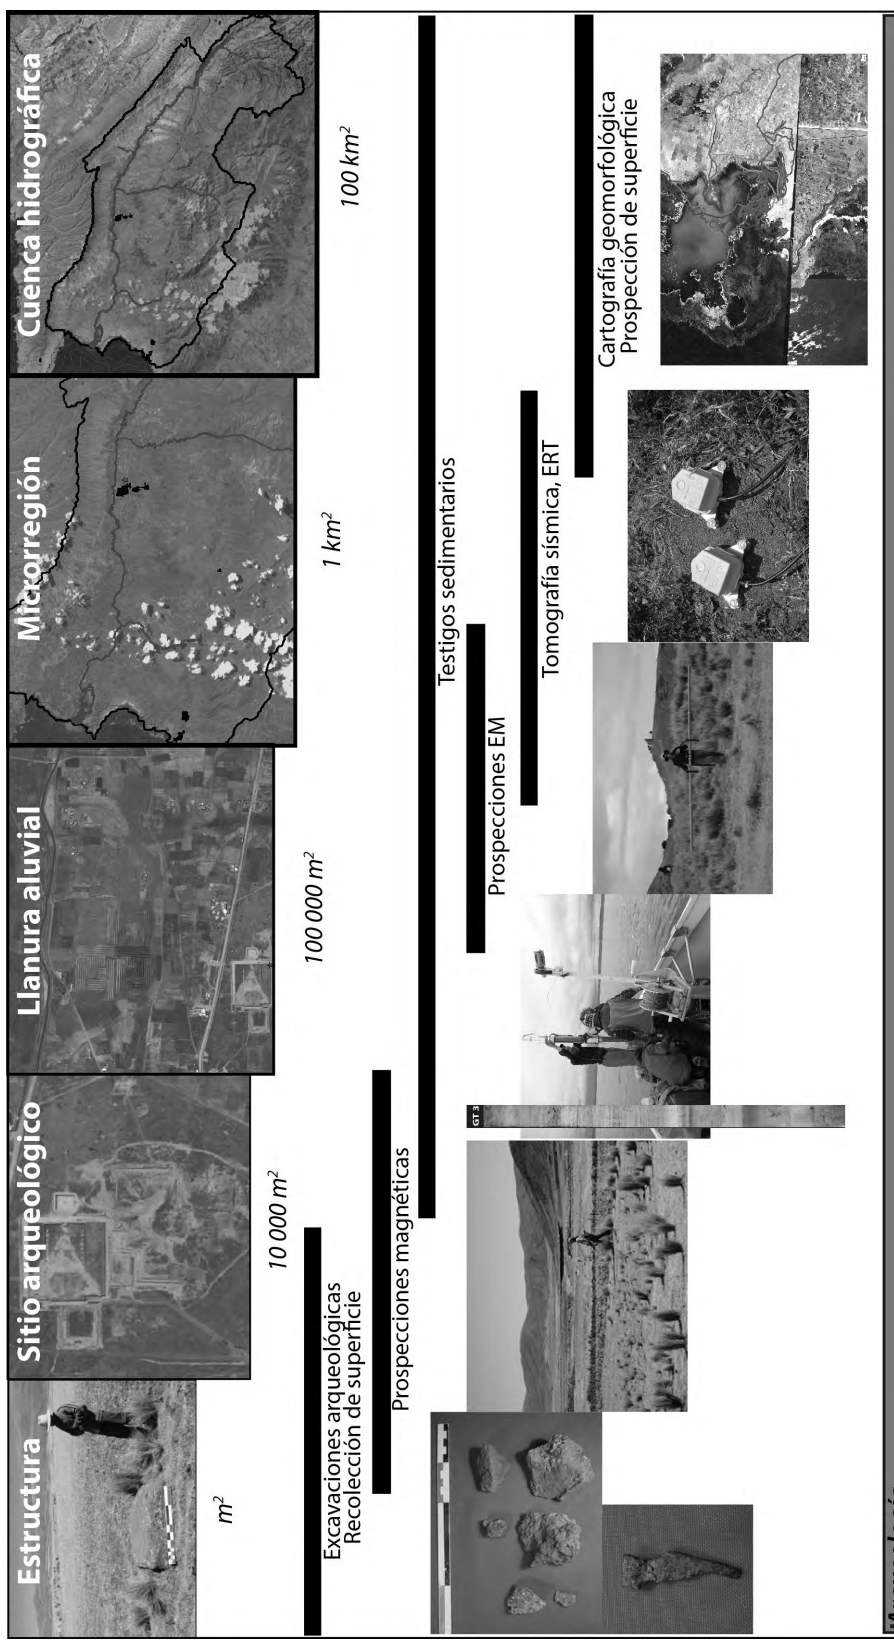 Estructura
Sitio arqueológico
Llanura aluvial
Microrregión
Cuenca hidrográfica
m²
10 000 m²
100 000 m²
1 km²
100 km²
Excavaciones arqueológicas
Recolección de superficie
Prospecciones magnéticas
Testigos sedimentarios
Prospecciones EM
Tomografía sísmica, ERT
Cartografía geomorfológica
Prospección de superficie
GT 3